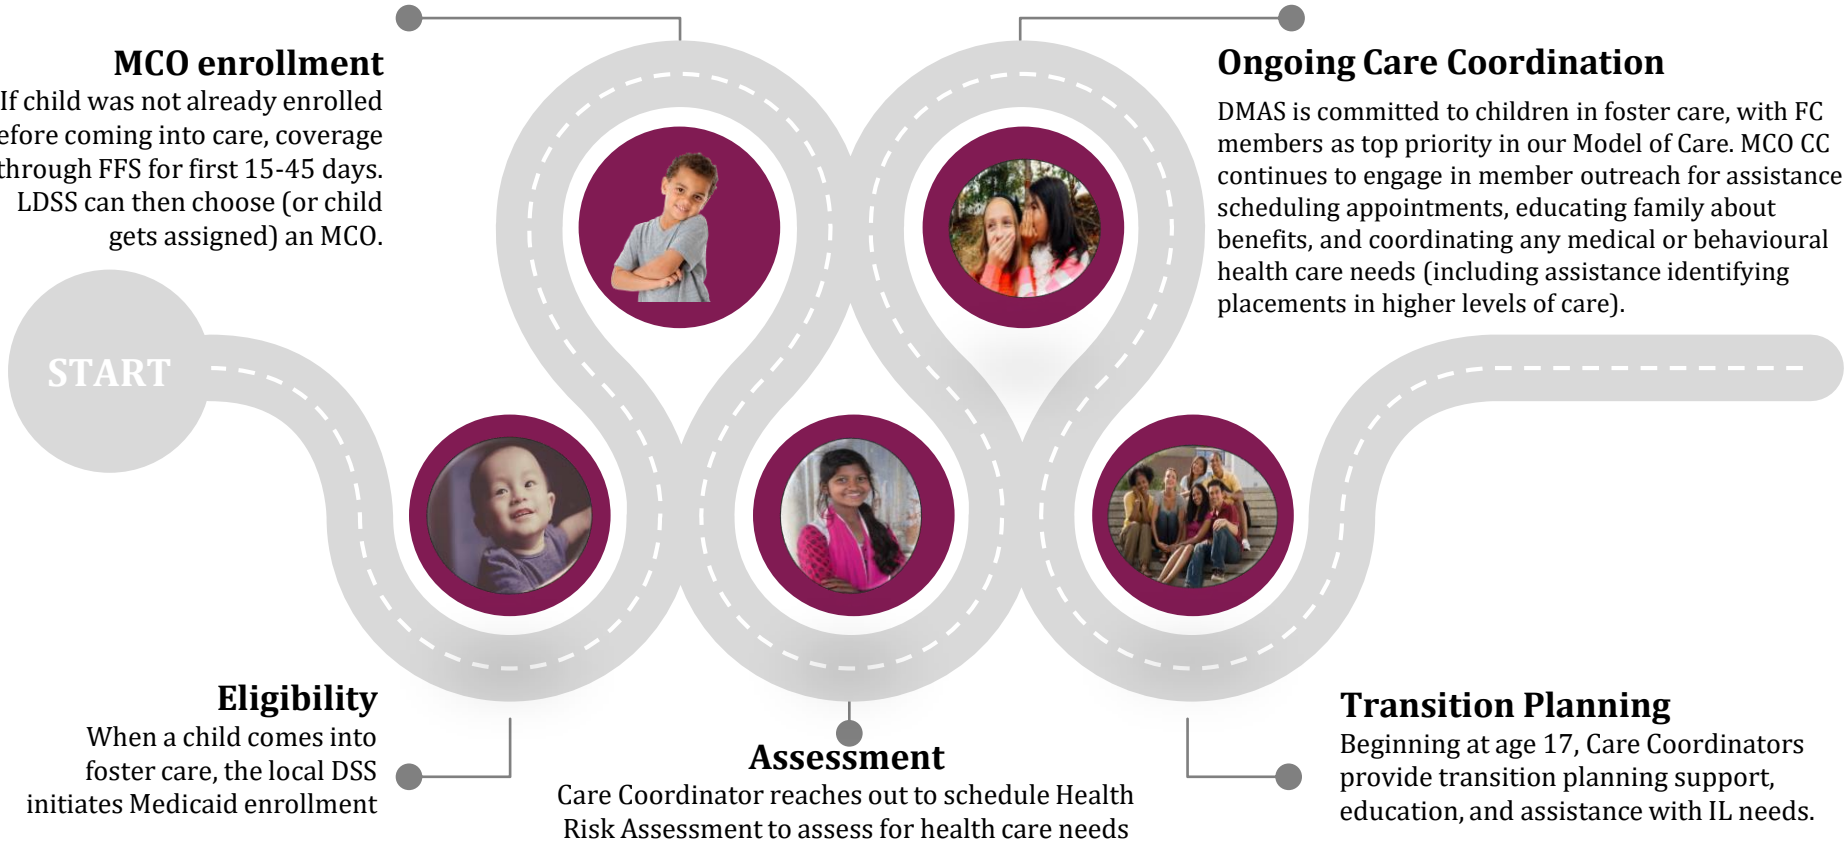 MCO enrollment
If child was not already enrolled
efore coming into care, coverage
through FFS for first 15-45 days.
LDSS can then choose (or child
gets assigned) an MCO.
Ongoing Care Coordination
DMAS is committed to children in foster care, with FC
members as top priority in our Model of Care. MCO CC
continues to engage in member outreach for assistance
scheduling appointments, educating family about
benefits, and coordinating any medical or behavioural
health care needs (including assistance identifying
placements in higher levels of care).
START
Eligibility
When a child comes into
foster care, the local DSS
initiates Medicaid enrollment
Assessment
Care Coordinator reaches out to schedule Health
Risk Assessment to assess for health care needs
Transition Planning
Beginning at age 17, Care Coordinators
provide transition planning support,
education, and assistance with IL needs.